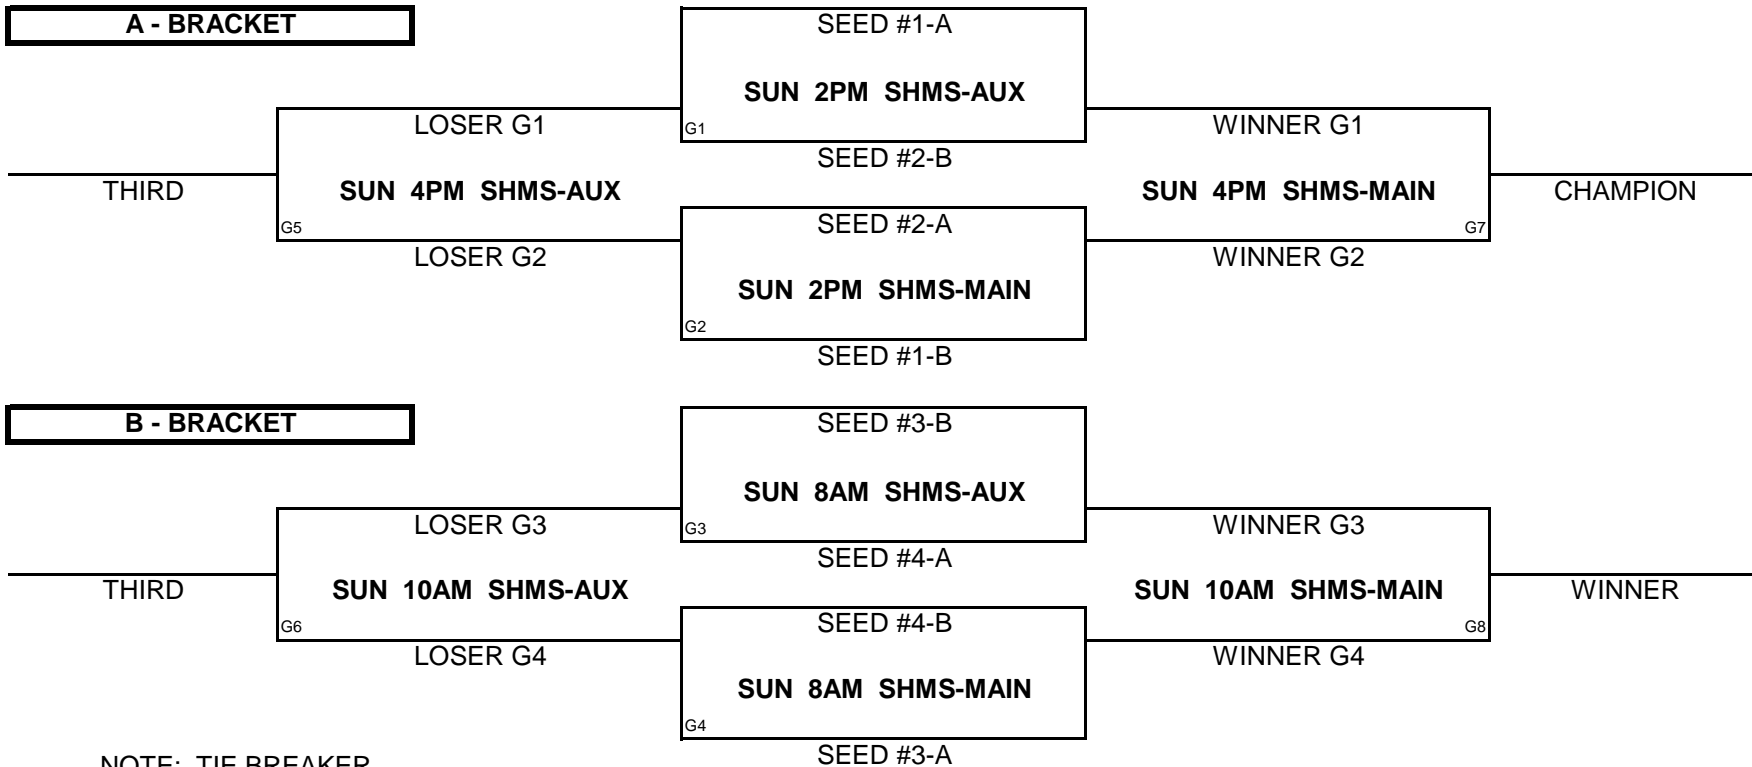 A - BRACKET
SEED #1-A
SUN 2PM SHMS-AUX
LOSER G1
G1
WINNER G1
SEED #2-B
THIRD
SUN 4PM SHMS-AUX
SUN 4PM SHMS-MAIN
CHAMPION
G5
SEED #2-A
G7
LOSER G2
WINNER G2
SUN 2PM SHMS-MAIN
G2
SEED #1-B
B - BRACKET
SEED #3-B
SUN 8AM SHMS-AUX
LOSER G3
G3
WINNER G3
SEED #4-A
THIRD
SUN 10AM SHMS-AUX
SUN 10AM SHMS-MAIN
WINNER
G6
SEED #4-B
G8
LOSER G4
WINNER G4
SUN 8AM SHMS-MAIN
G4
SEED #3-A
NOTE: TIE BREAKER